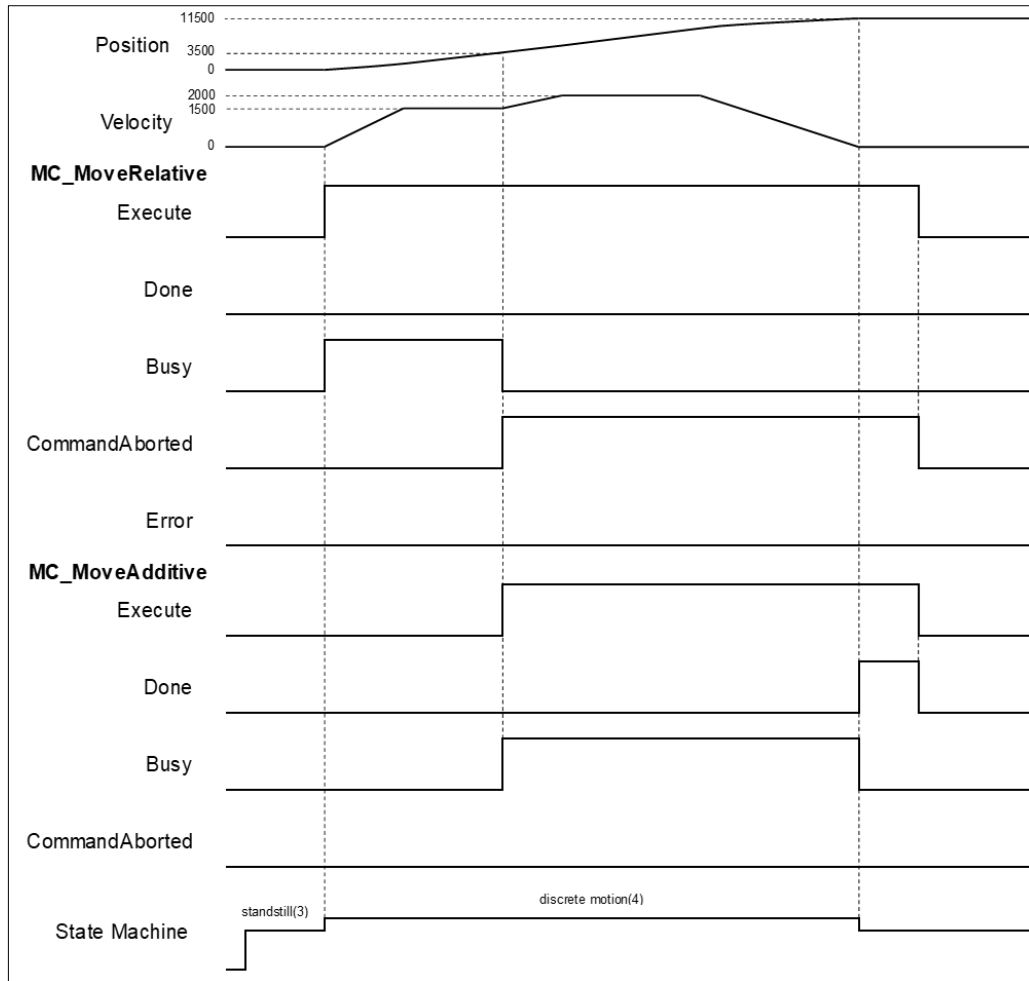 11500
Position
3500
0
2000
1500
Velocity
0
MC_MoveRelative
Execute
Done
Busy
CommandAborted
Error
MC_MoveAdditive
Execute
Done
Busy
CommandAborted
standstill(3)
discrete motion(4)
State Machine